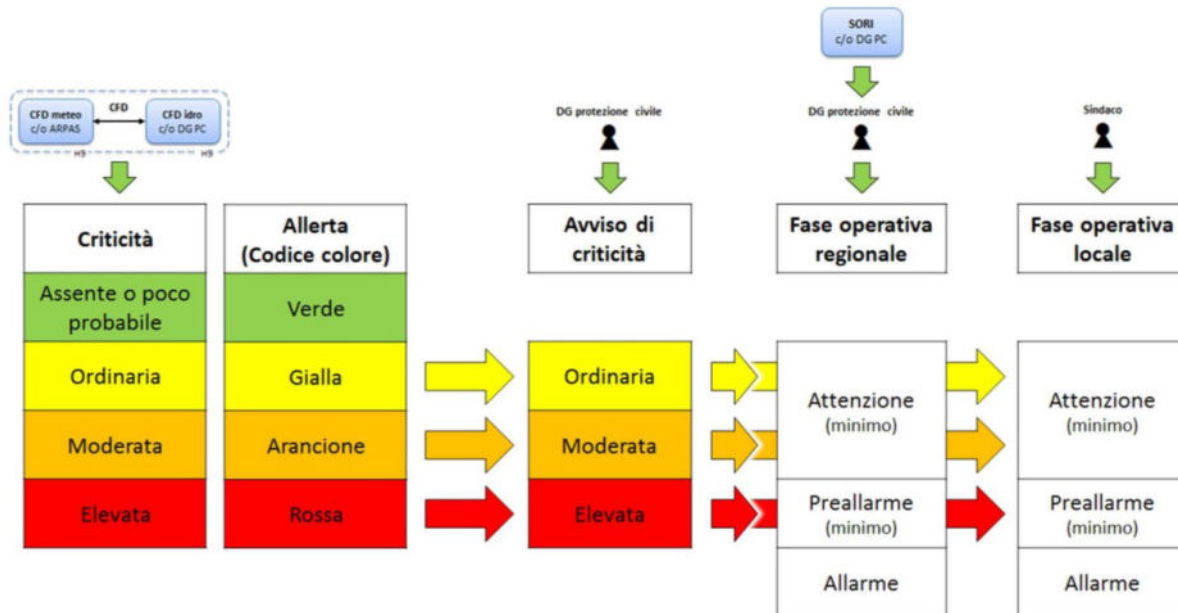 SORI
c/o DG PC
CFD
CFD meteo
c/o ARPAS
CFD idro
c/o DG PC
H9
H9
DG protezione civile
DG protezione civile
Sindaco
Criticità
Allerta
(Codice colore)
Avviso di
criticità
Fase operativa
regionale
Fase operativa
locale
Assente o poco
probabile
Verde
Ordinaria
Gialla
Ordinaria
Attenzione
(minimo)
Attenzione
(minimo)
Moderata
Arancione
Moderata
Elevata
Rossa
Elevata
Preallarme
(minimo)
Preallarme
(minimo)
Allarme
Allarme